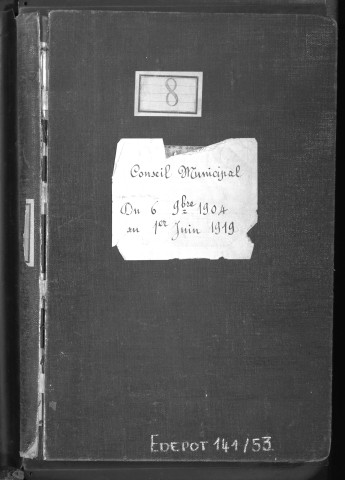 8
Conseil Municipal
Du 6 9bre 1904
au 1er Juin 1919
EDEPOT 141/53